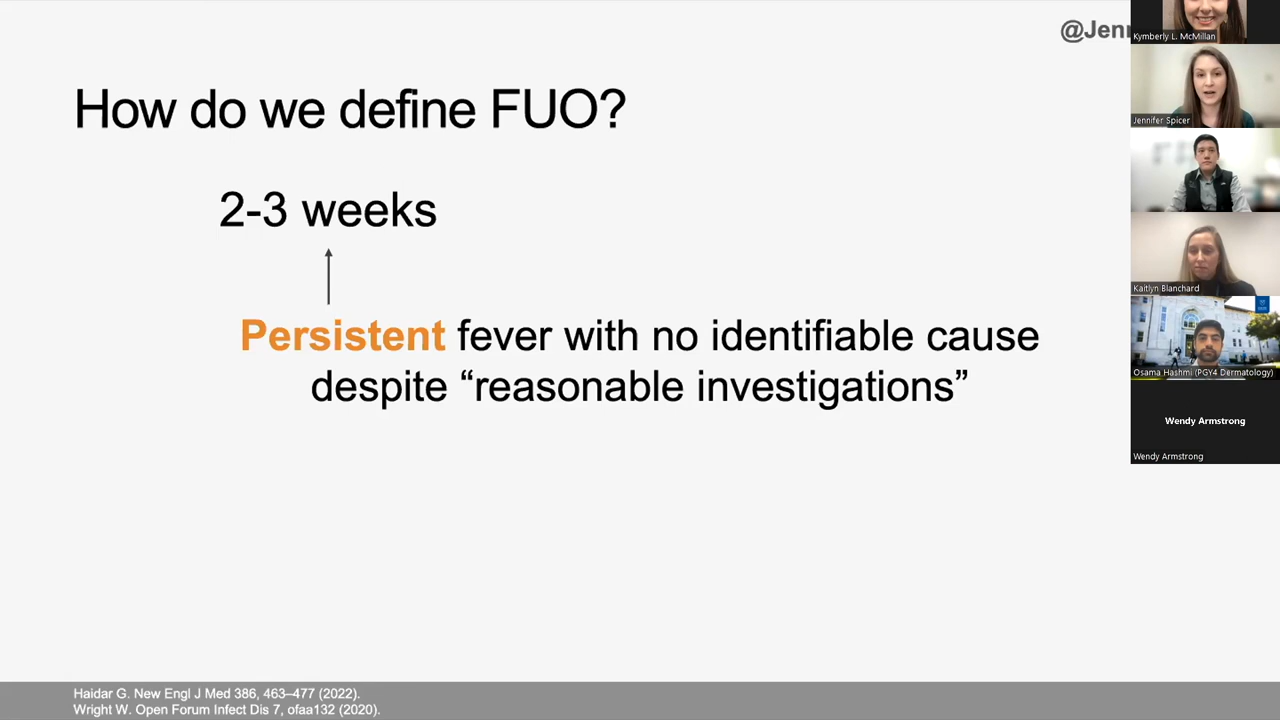 @Jenn
How do we define FUO?
2-3 weeks
Persistent fever with no identifiable cause
despite “reasonable investigations”
Haidar G. New Engl J Med 386, 463–477 (2022).
Wright W. Open Forum Infect Dis 7, ofaa132 (2020).
Kymberly L. McMillan
Jennifer Spicer
Kaitlyn Blanchard
Osama Hashmi (PGY4 Dermatology)
Wendy Armstrong
Wendy Armstrong